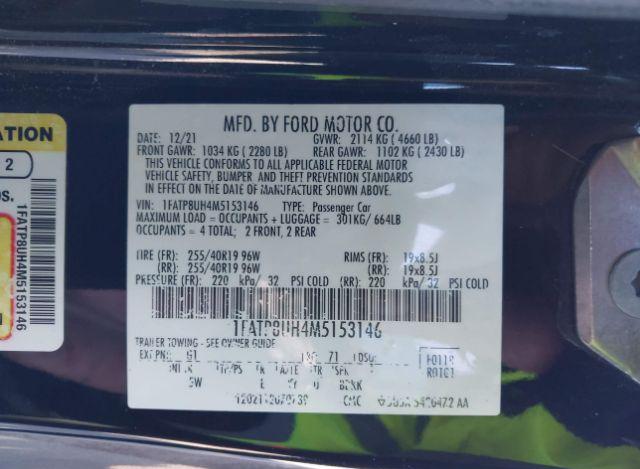 ATION
2
OS.
1FATP8UH4M5153146
MFD. BY FORD MOTOR CO.
DATE: 12/21 GVWR: 2114 KG ( 4660 LB)
FRONT GAWR: 1034 KG ( 2280 LB) REAR GAWR: 1102 KG ( 2430 LB)
THIS VEHICLE CONFORMS TO ALL APPLICABLE FEDERAL MOTOR
VEHICLE SAFETY, BUMPER, AND THEFT PREVENTION STANDARDS
IN EFFECT ON THE DATE OF MANUFACTURE SHOWN ABOVE.
VIN: 1FATP8UH4M5153146 TYPE: Passenger Car
MAXIMUM LOAD = OCCUPANTS + LUGGAGE = 301KG/ 664LB
OCCUPANTS = 4 TOTAL; 2 FRONT, 2 REAR
TIRE (FR): 255/40R19 96W RIMS (FR): 19x8.5J
(RR): 255/40R19 96W (RR): 19x8.5J
PRESSURE (FR): 220 kPa/ 32 PSI COLD (RR): 220 kPa/ 32 PSI COLD
1FATP8UH4M5153146
TRAILER TOWING - SEE OWNER GUIDE
EXT PNT: G1 71